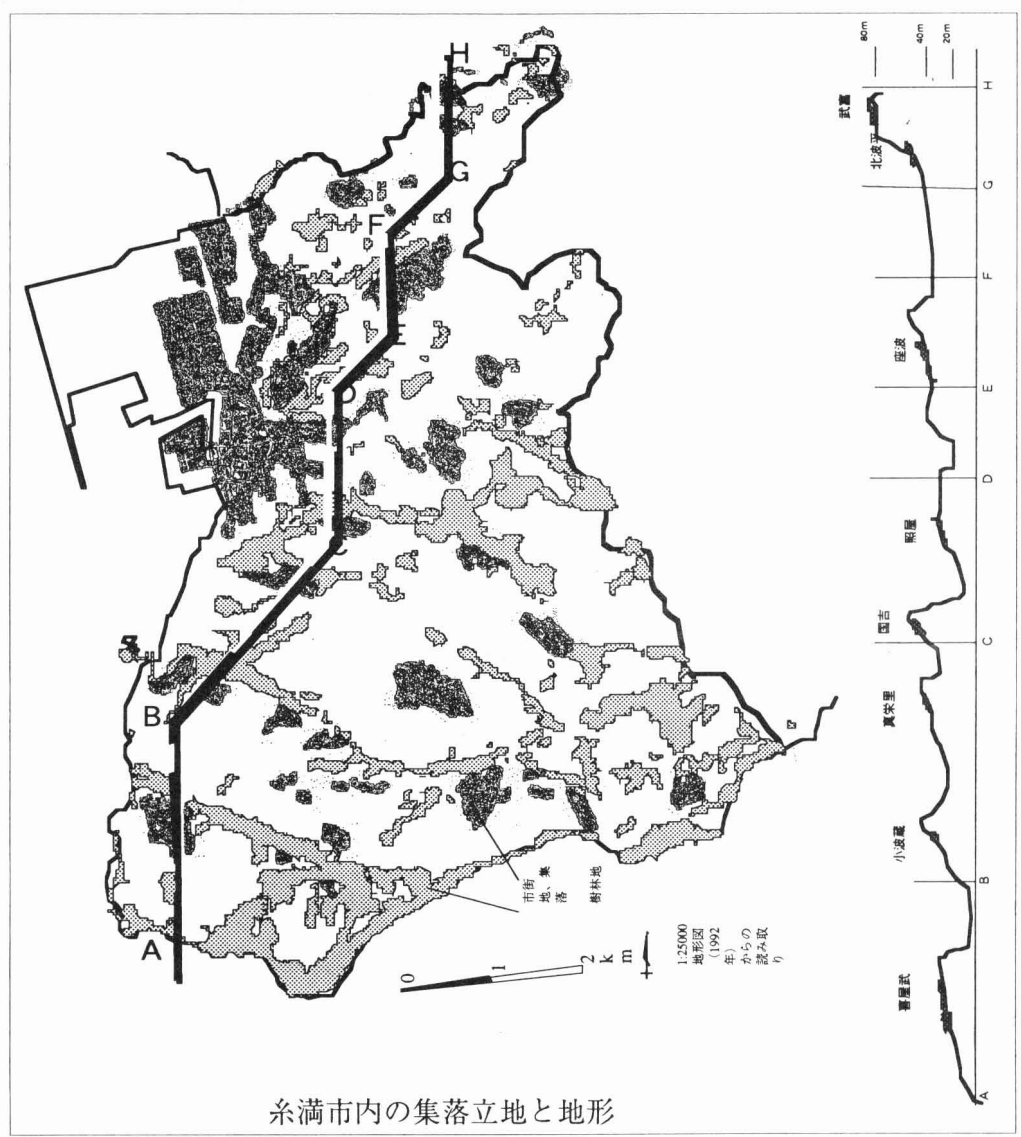 H
D
G
F
E
D
C
B
A
市街
地、集
落
樹林地
0
1
2
k
m
1:25000
地形図
(1992
年)
からの
読み取
り
80m
40m
20m
H
武富
北波平
G
F
座波
E
D
照屋
国吉
C
真栄里
小波蔵
B
喜屋武
A
糸満市内の集落立地と地形